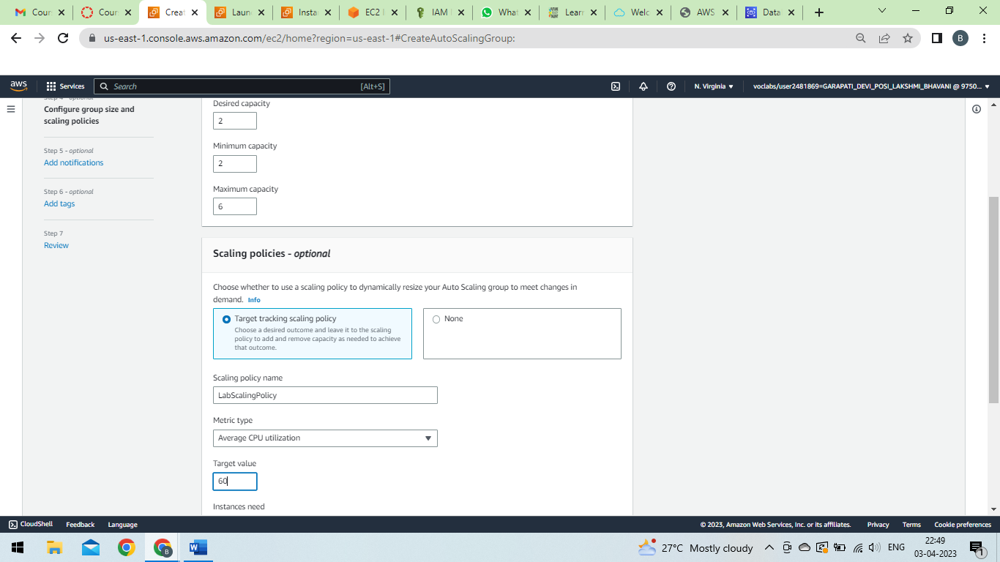 Cour
Cour
Creat
Laun
Insta
EC2 I
IAM
What
Learn
Welc
AWS
Data
us-east-1.console.aws.amazon.com/ec2/home?region=us-east-1#CreateAutoScalingGroup:
B
aws
Services
Search
[Alt+S]
N. Virginia
voclabs/user2481869=GARAPATI_DEVI_POSI_LAKSHMI_BHAVANI @ 9750...
Step 4 - optional
Configure group size and
scaling policies
Step 5 - optional
Add notifications
Step 6 - optional
Add tags
Step 7
Review
Desired capacity
2
Minimum capacity
2
Maximum capacity
6
Scaling policies - optional
Choose whether to use a scaling policy to dynamically resize your Auto Scaling group to meet changes in
demand. Info
Target tracking scaling policy
Choose a desired outcome and leave it to the scaling
policy to add and remove capacity as needed to achieve
that outcome.
None
Scaling policy name
LabScalingPolicy
Metric type
Average CPU utilization
Target value
60
Instances need
CloudShell
Feedback
Language
© 2023, Amazon Web Services, Inc. or its affiliates.
Privacy
Terms
Cookie preferences
B
27°C Mostly cloudy
ENG
22:49
03-04-2023
1